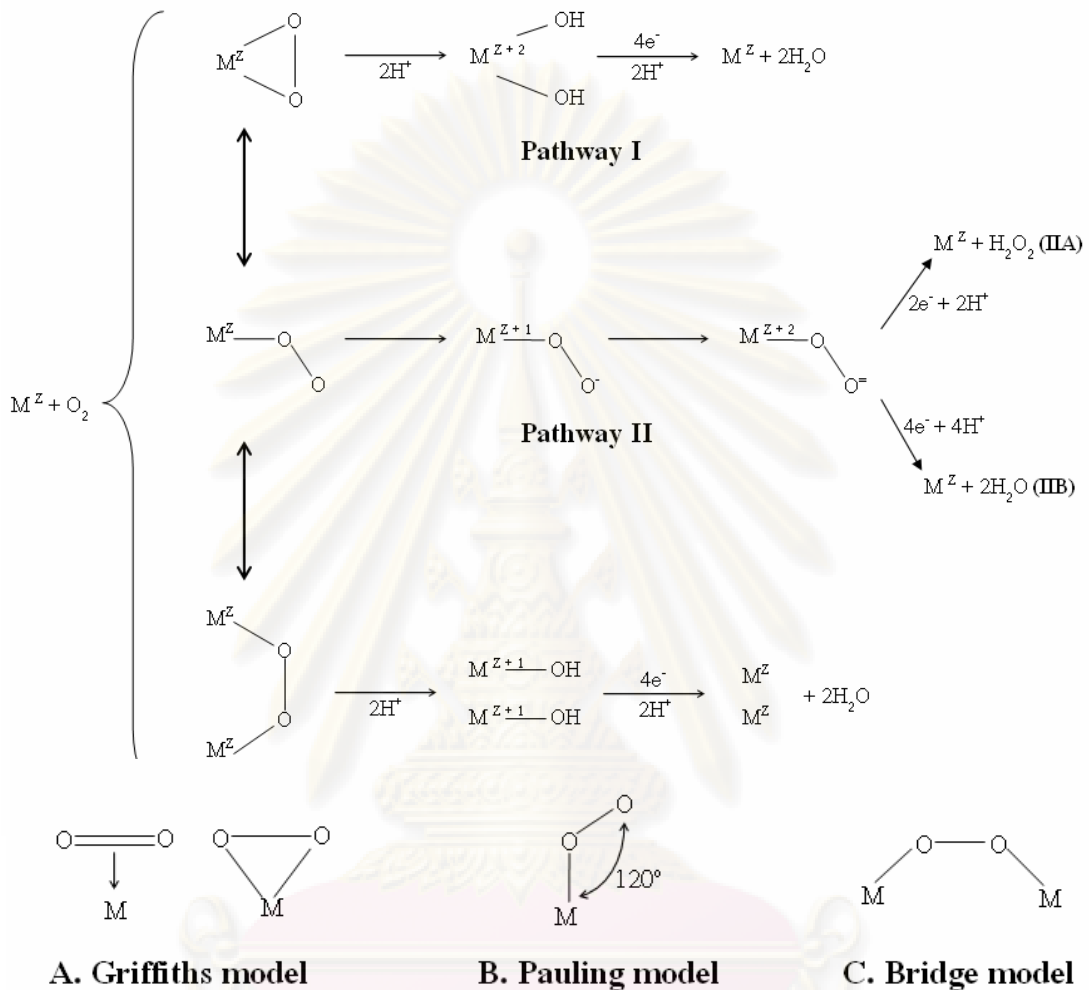 O
M^Z
O
2H⁺
OH
M^(Z+2)
OH
4e⁻
2H⁺
M^Z + 2H₂O
Pathway I
M^Z + O₂
M^Z—O
O
M^(Z+1)—O
O⁻
M^(Z+2)—O
O⁼
M^Z + H₂O₂ (IIA)
2e⁻ + 2H⁺
4e⁻ + 4H⁺
M^Z + 2H₂O (IIB)
Pathway II
M^Z
O
O
M^Z
2H⁺
M^(Z+1)—OH
M^(Z+1)—OH
4e⁻
2H⁺
M^Z
M^Z
+ 2H₂O
O=O
M
O—O
M
O
O
M
120°
O—O
M M
A. Griffiths model
B. Pauling model
C. Bridge model